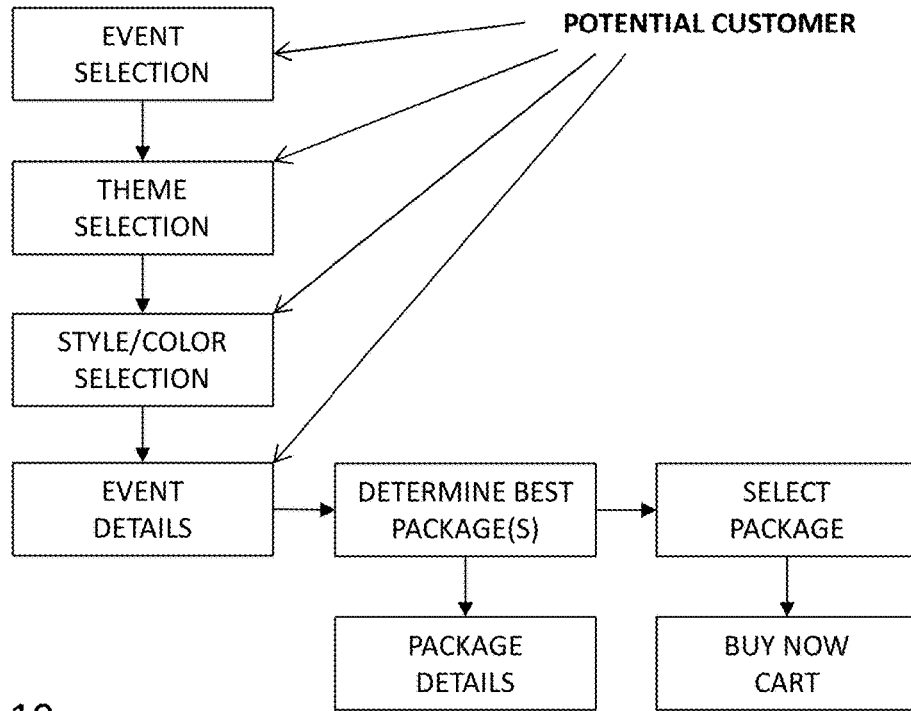 POTENTIAL CUSTOMER
EVENT
SELECTION
THEME
SELECTION
STYLE/COLOR
SELECTION
EVENT
DETAILS
DETERMINE BEST
PACKAGE(S)
SELECT
PACKAGE
PACKAGE
DETAILS
BUY NOW
CART